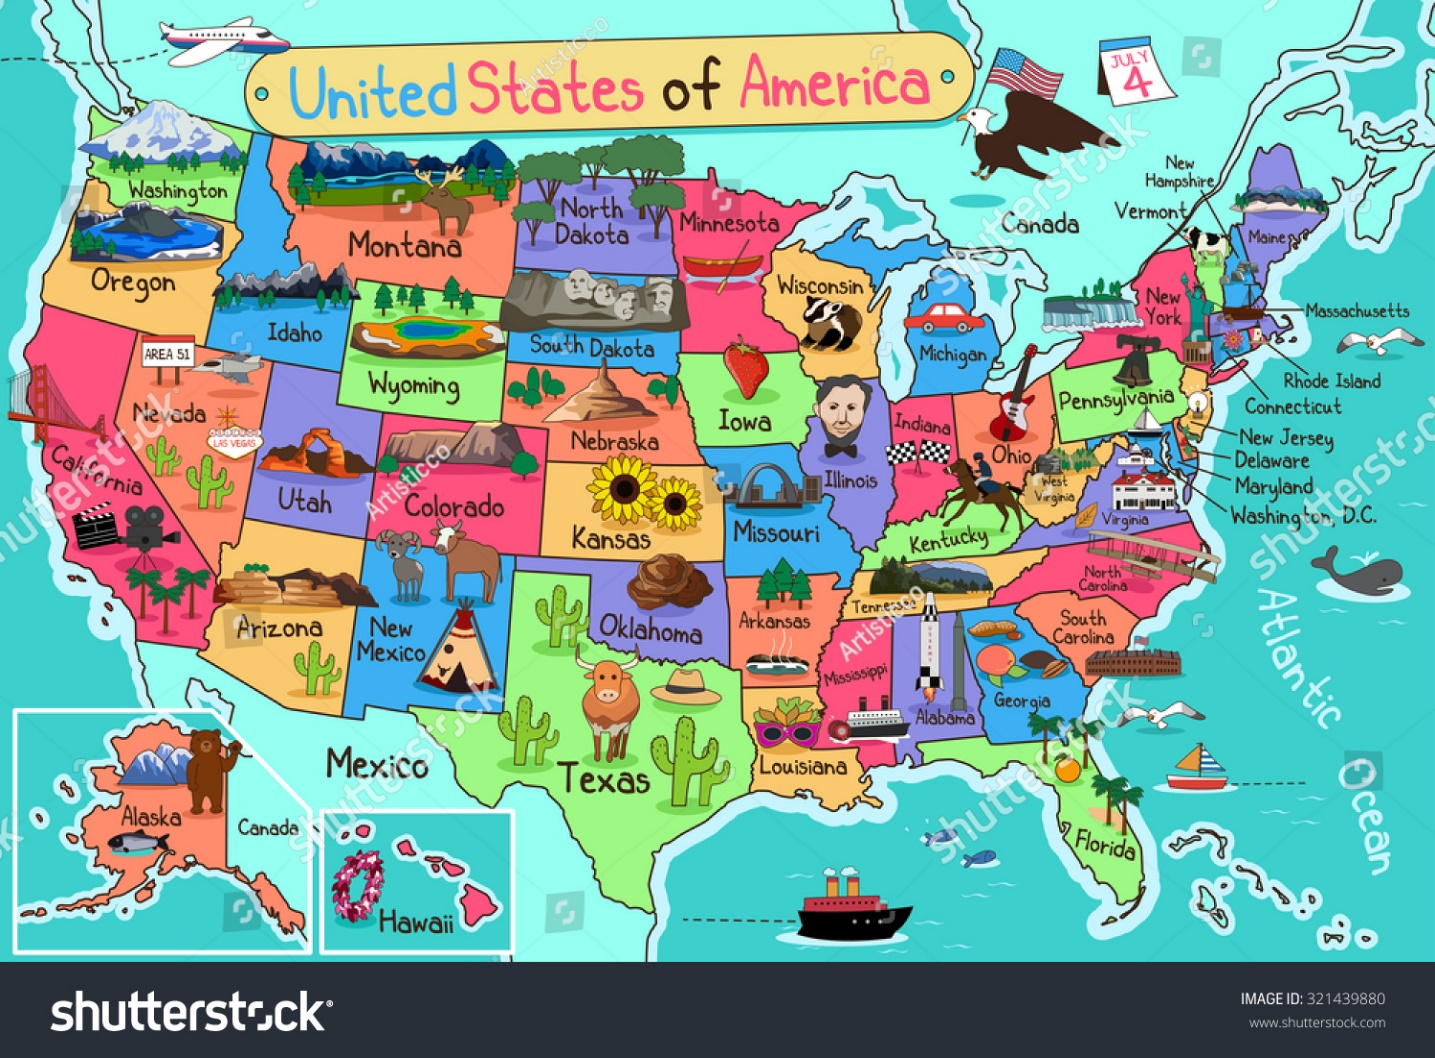 United States of America
JULY
4
Washington
Oregon
Montana
North
Dakota
Minnesota
Canada
New
Hampshire
Vermont
Maine
Idaho
Wyoming
South Dakota
Wisconsin
Michigan
New
York
Massachusetts
Rhode Island
Connecticut
New Jersey
Delaware
Maryland
Washington, D.C.
AREA 51
Nevada
LAS VEGAS
California
Utah
Colorado
Nebraska
Iowa
Illinois
Indiana
Ohio
Pennsylvania
West
Virginia
Virginia
Kansas
Missouri
Kentucky
Arizona
New
Mexico
Oklahoma
Arkansas
Tennessee
North
Carolina
South
Carolina
Texas
Louisiana
Mississippi
Alabama
Georgia
Florida
Mexico
Alaska
Canada
Hawaii
Atlantic
Ocean
shutterstock
Artisticco
shutterstock
IMAGE ID: 321439880
www.shutterstock.com